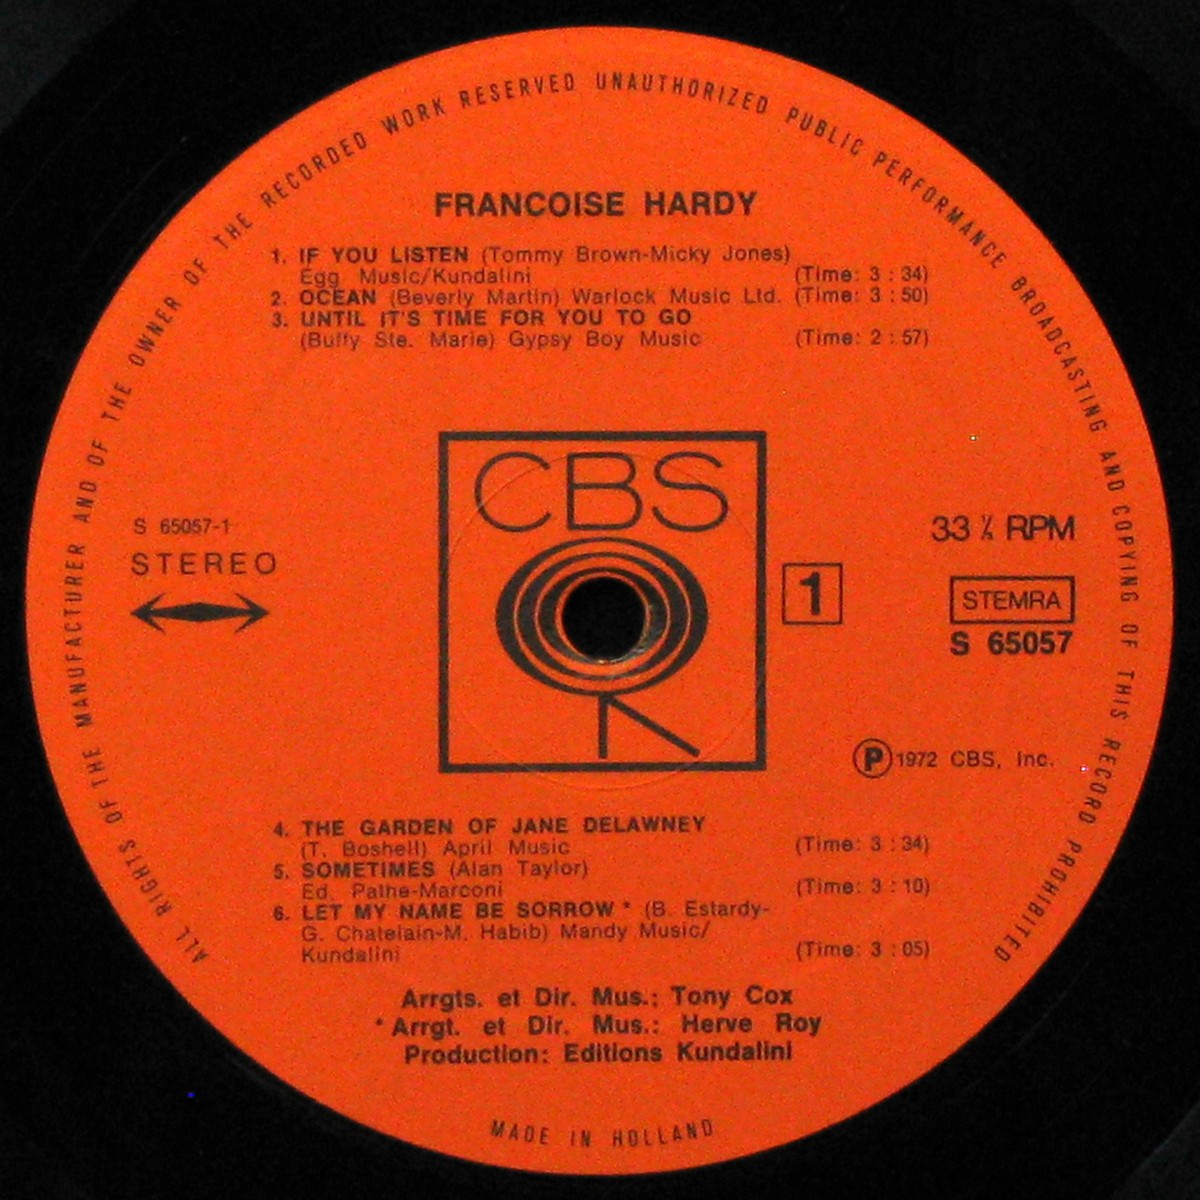 ALL RIGHTS OF THE MANUFACTURER AND OF THE OWNER OF THE RECORDED WORK RESERVED UNAUTHORIZED PUBLIC PERFORMANCE BROADCASTING AND COPYING OF THIS RECORD PROHIBITED
FRANCOISE HARDY
1. IF YOU LISTEN (Tommy Brown-Micky Jones)
Egg Music/Kundalini (Time: 3 : 34)
2. OCEAN (Beverly Martin) Warlock Music Ltd. (Time: 3 : 50)
3. UNTIL IT'S TIME FOR YOU TO GO
(Buffy Ste. Marie) Gypsy Boy Music (Time: 2 : 57)
CBS
S 65057-1
STEREO
33 ⅓ RPM
1
STEMRA
S 65057
Ⓟ 1972 CBS, Inc.
4. THE GARDEN OF JANE DELAWNEY
(T. Boshell) April Music (Time: 3 : 34)
5. SOMETIMES (Alan Taylor)
Ed. Pathe-Marconi (Time: 3 : 10)
6. LET MY NAME BE SORROW * (B. Estardy-
G. Chatelain-M. Habib) Mandy Music/
Kundalini (Time: 3 : 05)
Arrgts. et Dir. Mus.: Tony Cox
* Arrgt. et Dir. Mus.: Herve Roy
Production: Editions Kundalini
MADE IN HOLLAND